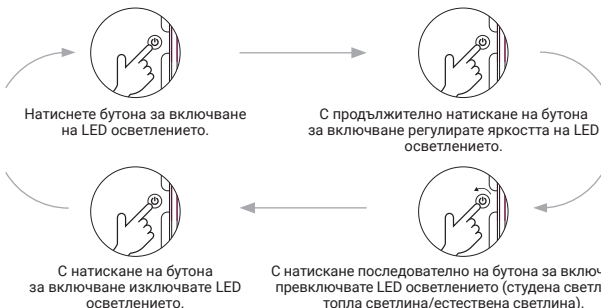 Натиснете бутона за включване
на LED осветлението.
С продължително натискане на бутона
за включване регулирате яркостта на LED
осветлението.
С натискане на бутона
за включване изключвате LED
осветлението.
С натискане последователно на бутона за
превключвате LED осветлението (студена
топла светлина/естествена светлина).